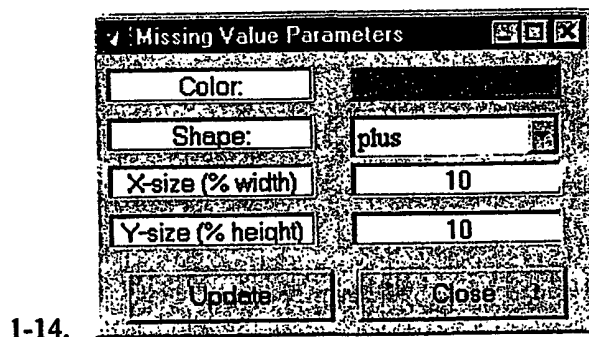 Missing Value Parameters
Color:
Shape: plus
X-size (% width) 10
Y-size (% height) 10
Update Close
1-14.